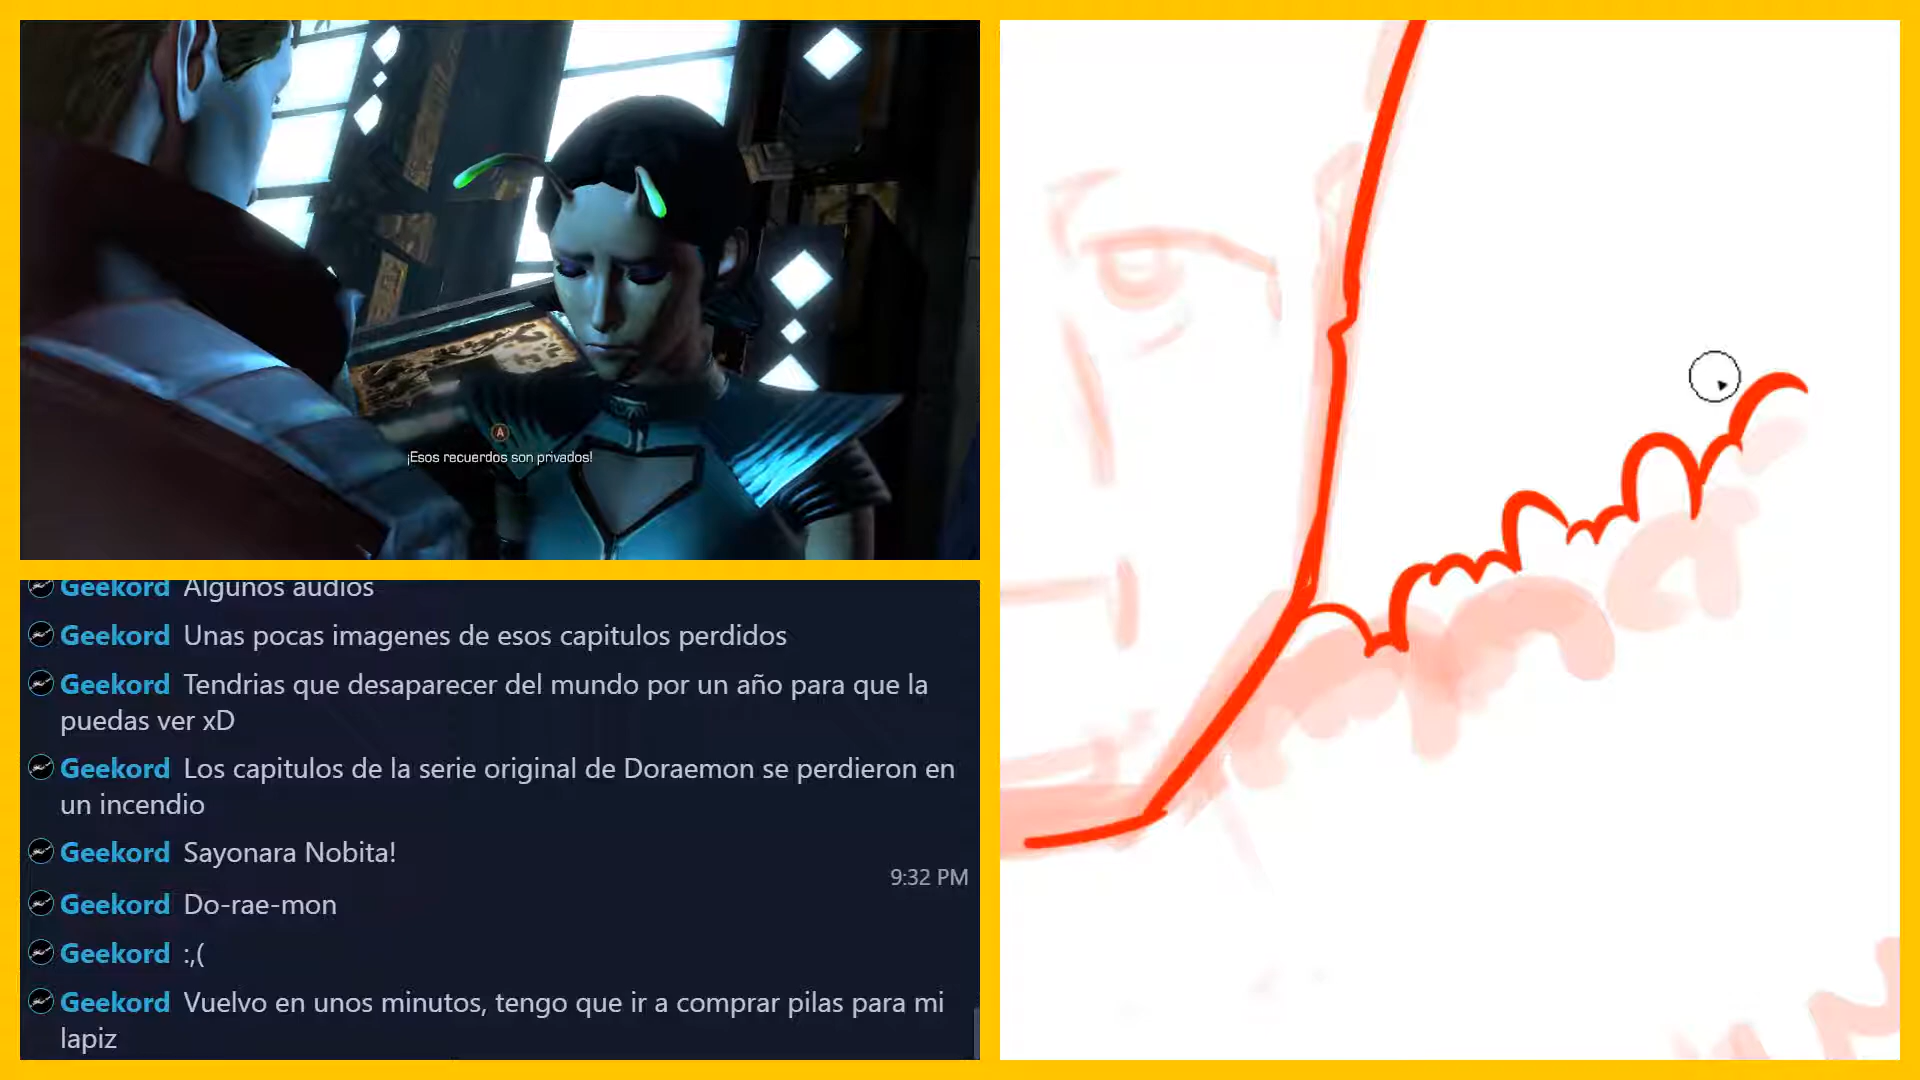 A
¡Esos recuerdos son privados!
Geekord Algunos audios
Geekord Unas pocas imagenes de esos capitulos perdidos
Geekord Tendrias que desaparecer del mundo por un año para que la
puedas ver xD
Geekord Los capitulos de la serie original de Doraemon se perdieron en
un incendio
Geekord Sayonara Nobita!
9:32 PM
Geekord Do-rae-mon
Geekord :,(
Geekord Vuelvo en unos minutos, tengo que ir a comprar pilas para mi
lapiz